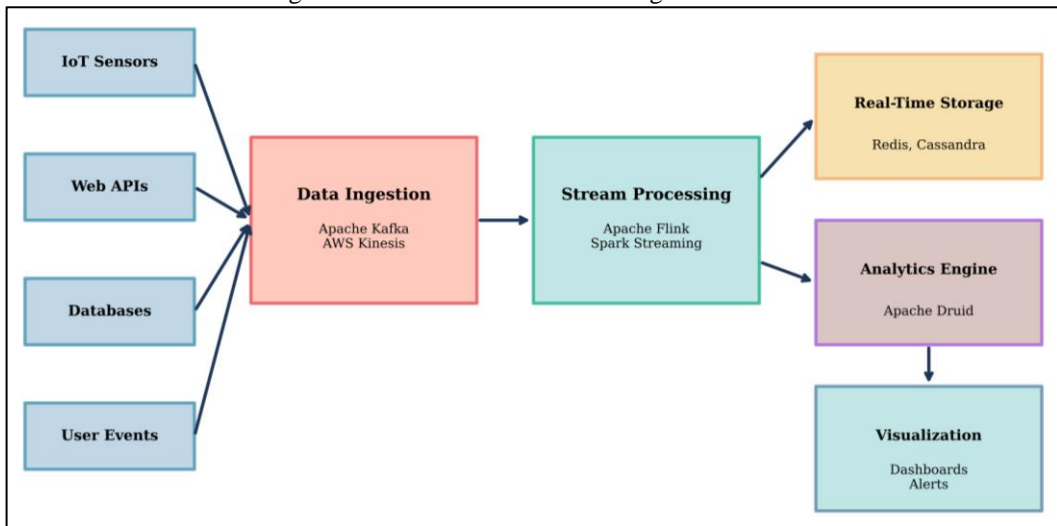 IoT Sensors
Web APIs
Databases
User Events
Data Ingestion
Apache Kafka
AWS Kinesis
Stream Processing
Apache Flink
Spark Streaming
Real-Time Storage
Redis, Cassandra
Analytics Engine
Apache Druid
Visualization
Dashboards
Alerts